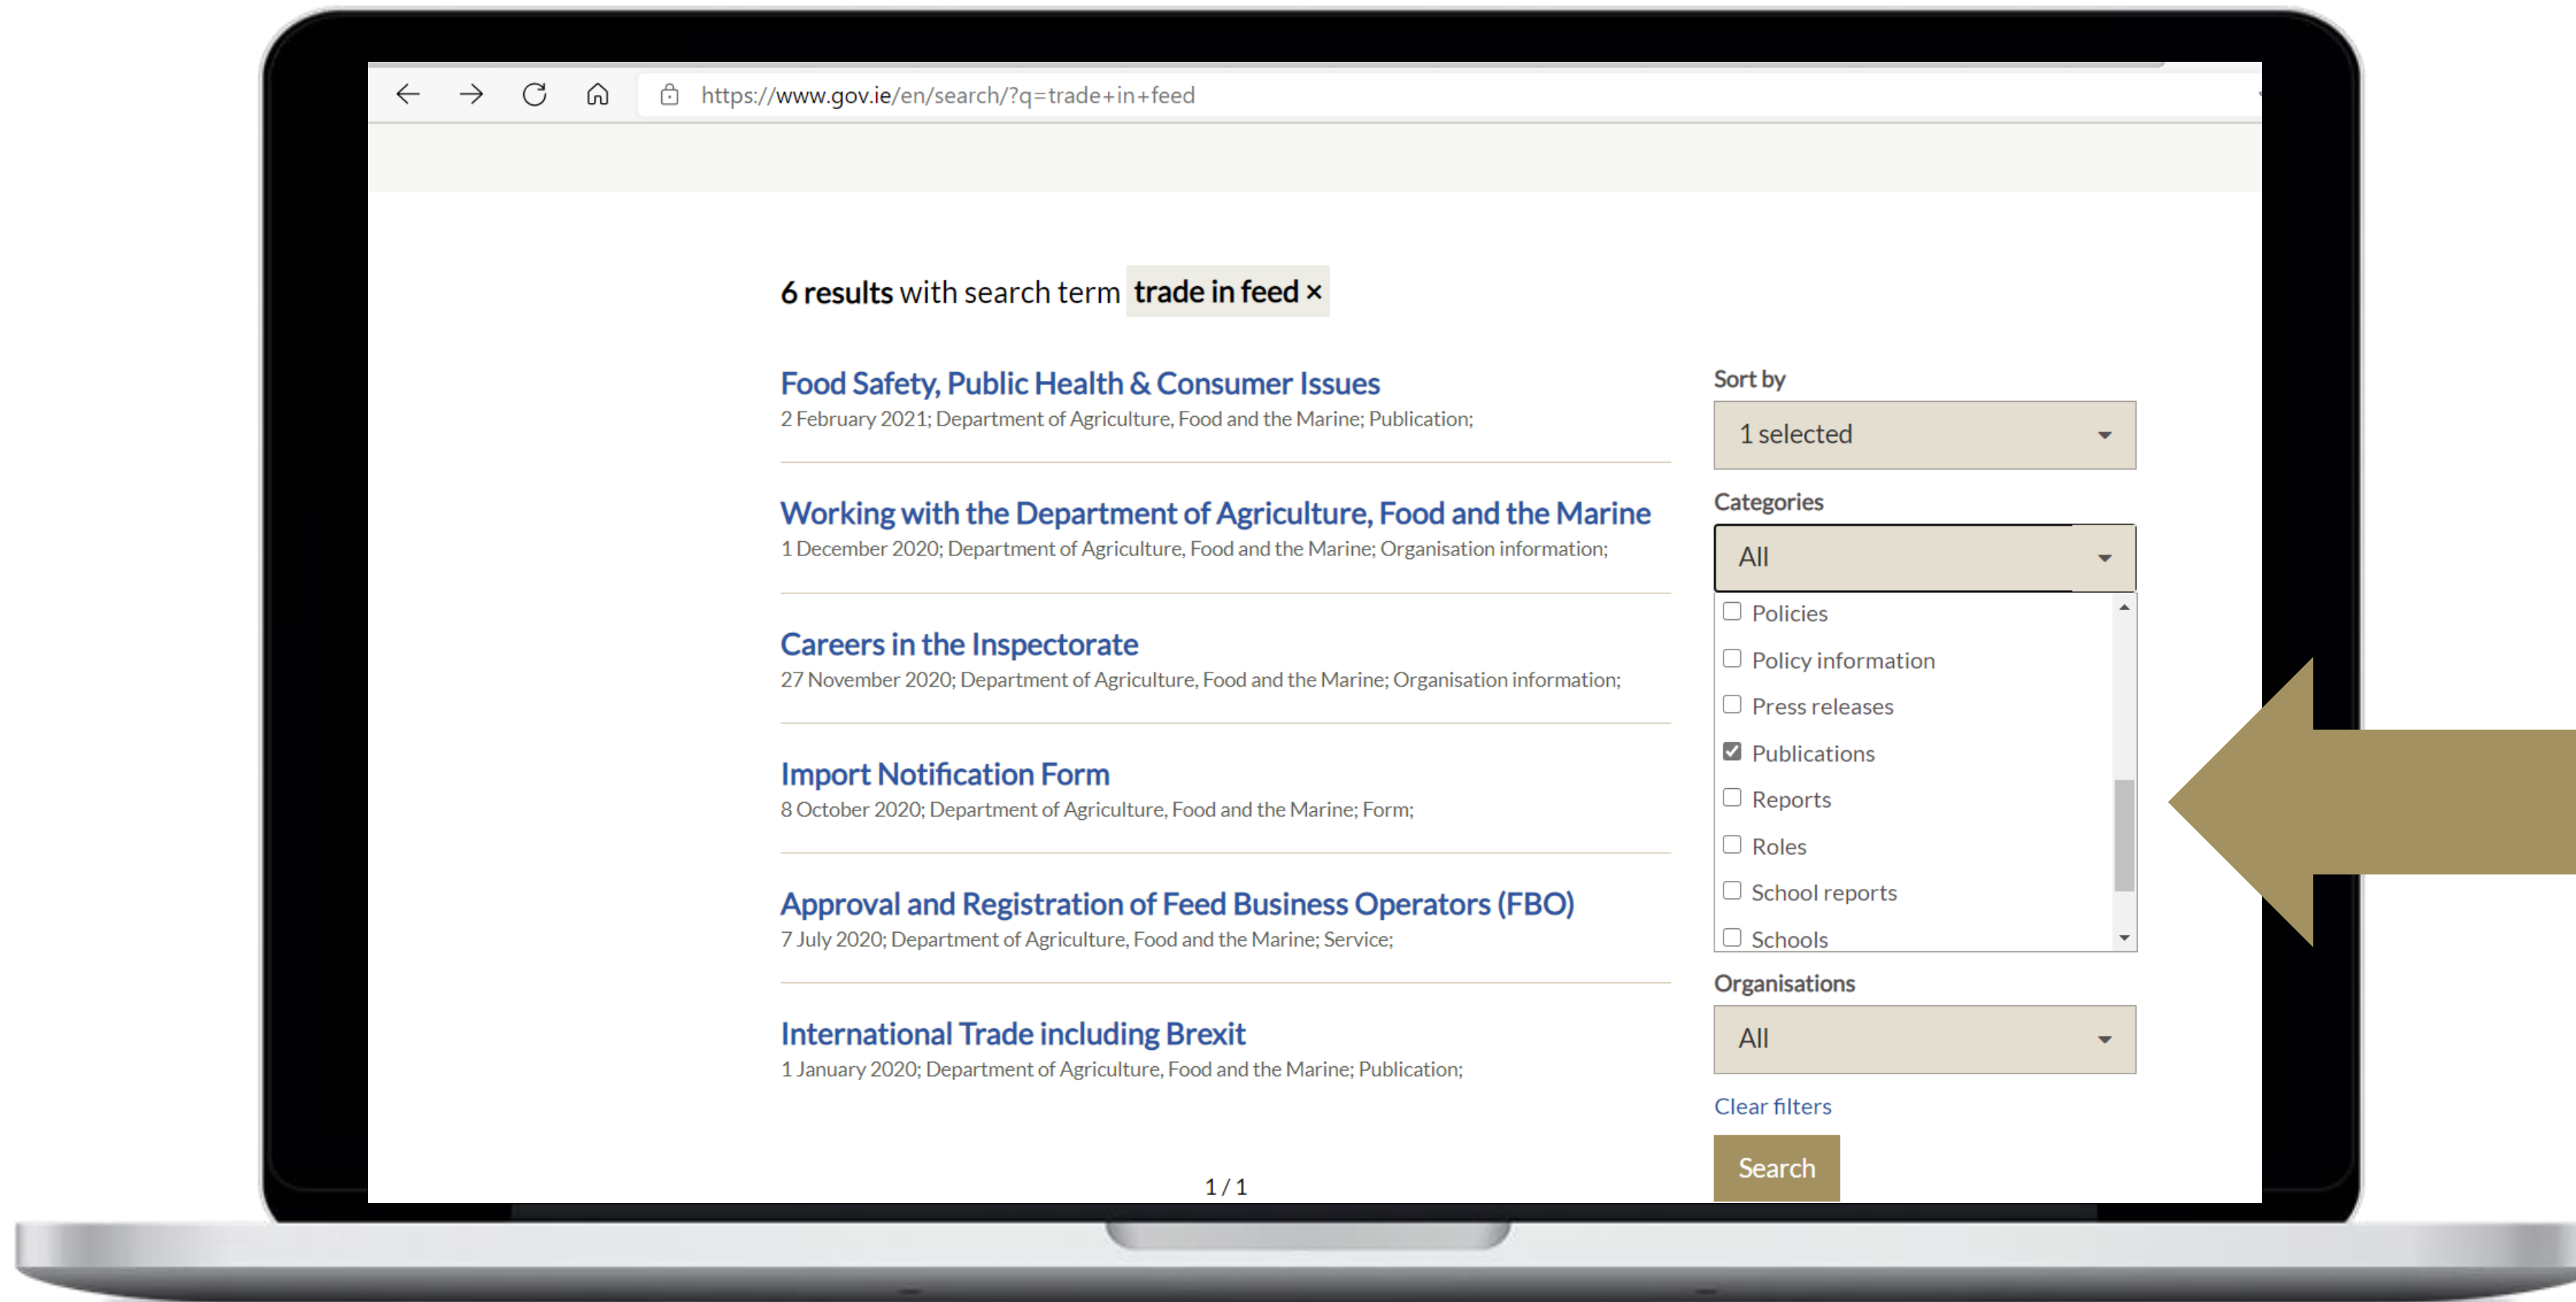 https://www.gov.ie/en/search/?q=trade+in+feed
6 results with search term trade in feed ×
Food Safety, Public Health & Consumer Issues
2 February 2021; Department of Agriculture, Food and the Marine; Publication;
Working with the Department of Agriculture, Food and the Marine
1 December 2020; Department of Agriculture, Food and the Marine; Organisation information;
Careers in the Inspectorate
27 November 2020; Department of Agriculture, Food and the Marine; Organisation information;
Import Notification Form
8 October 2020; Department of Agriculture, Food and the Marine; Form;
Approval and Registration of Feed Business Operators (FBO)
7 July 2020; Department of Agriculture, Food and the Marine; Service;
International Trade including Brexit
1 January 2020; Department of Agriculture, Food and the Marine; Publication;
1 / 1
Sort by
1 selected
Categories
All
Policies
Policy information
Press releases
Publications
Reports
Roles
School reports
Schools
Organisations
All
Clear filters
Search